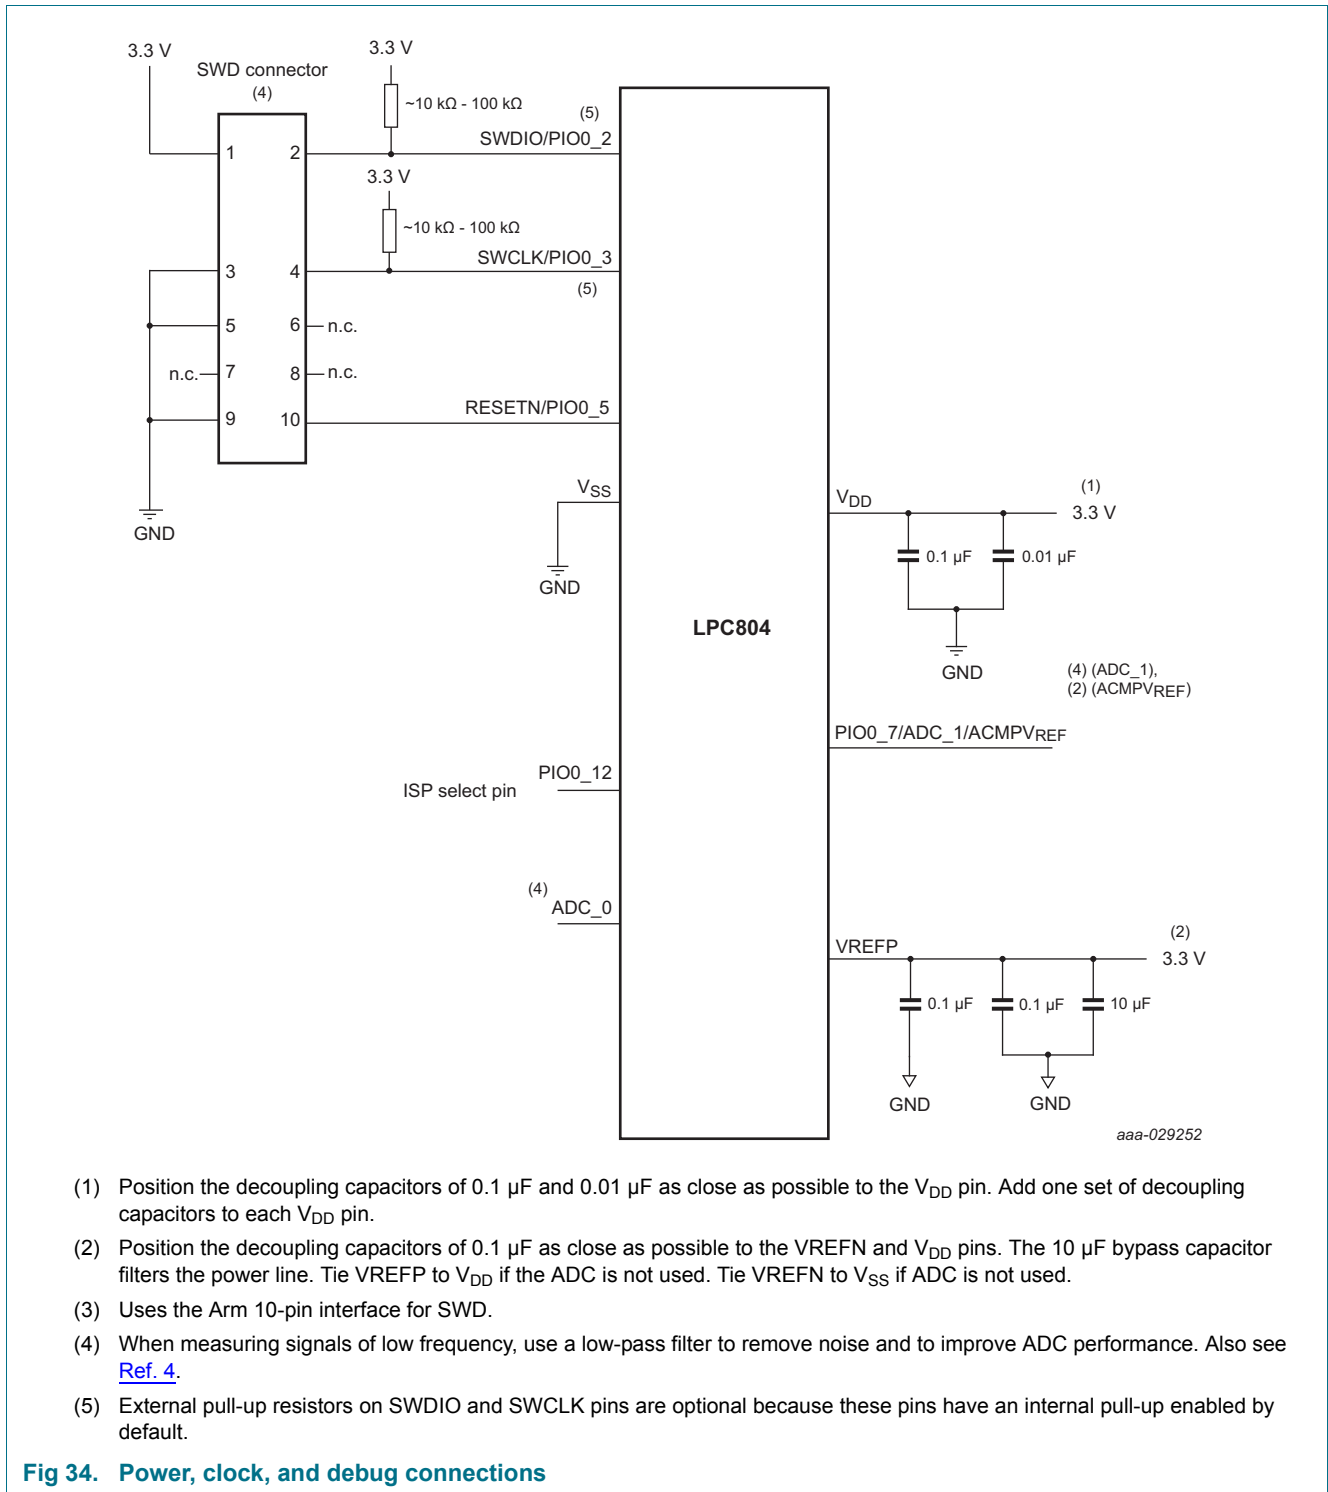 3.3 V
3.3 V
SWD connector
(4)
~10 kΩ - 100 kΩ
(5)
SWDIO/PIO0_2
1
2
3.3 V
~10 kΩ - 100 kΩ
SWCLK/PIO0_3
3
4
(5)
5
6
n.c.
n.c.
7
8
n.c.
RESETN/PIO0_5
9
10
VSS
GND
GND
VDD
(1)
3.3 V
0.1 µF
0.01 µF
GND
LPC804
(4) (ADC_1),
(2) (ACMPVREF)
PIO0_7/ADC_1/ACMPVREF
PIO0_12
ISP select pin
(4)
ADC_0
VREFP
(2)
3.3 V
0.1 µF
0.1 µF
10 µF
GND
GND
aaa-029252
(1) Position the decoupling capacitors of 0.1 µF and 0.01 µF as close as possible to the VDD pin. Add one set of decoupling
capacitors to each VDD pin.
(2) Position the decoupling capacitors of 0.1 µF as close as possible to the VREFN and VDD pins. The 10 µF bypass capacitor
filters the power line. Tie VREFP to VDD if the ADC is not used. Tie VREFN to VSS if ADC is not used.
(3) Uses the Arm 10-pin interface for SWD.
(4) When measuring signals of low frequency, use a low-pass filter to remove noise and to improve ADC performance. Also see
Ref. 4.
(5) External pull-up resistors on SWDIO and SWCLK pins are optional because these pins have an internal pull-up enabled by
default.
Fig 34. Power, clock, and debug connections